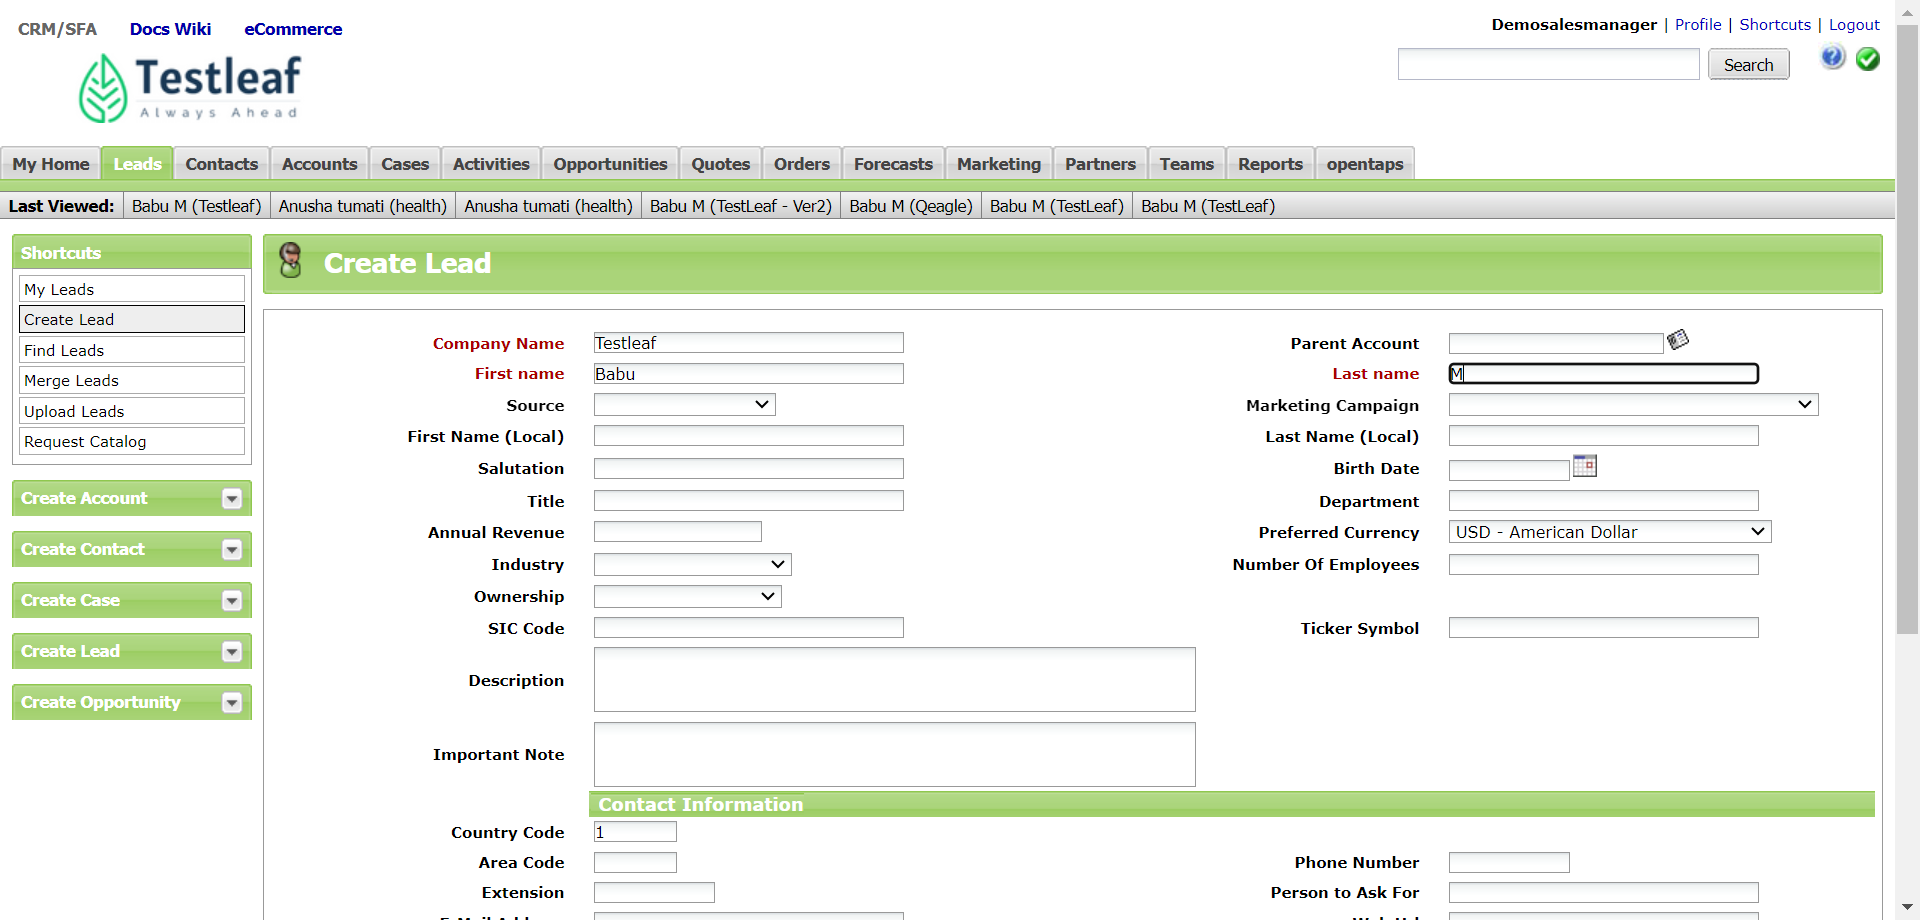 CRM/SFA Docs Wiki eCommerce
Demosalesmanager | Profile | Shortcuts | Logout
Testleaf
Always Ahead
Search
My Home Leads Contacts Accounts Cases Activities Opportunities Quotes Orders Forecasts Marketing Partners Teams Reports opentaps
Last Viewed: Babu M (Testleaf) Anusha tumati (health) Anusha tumati (health) Babu M (TestLeaf - Ver2) Babu M (Qeagle) Babu M (TestLeaf) Babu M (TestLeaf)
Shortcuts
My Leads
Create Lead
Find Leads
Merge Leads
Upload Leads
Request Catalog
Create Account
Create Contact
Create Case
Create Lead
Create Opportunity
Create Lead
Company Name Testleaf Parent Account
First name Babu Last name M
Source Marketing Campaign
First Name (Local) Last Name (Local)
Salutation Birth Date
Title Department
Annual Revenue Preferred Currency USD - American Dollar
Industry Number Of Employees
Ownership
SIC Code Ticker Symbol
Description
Important Note
Contact Information
Country Code 1
Area Code Phone Number
Extension Person to Ask For